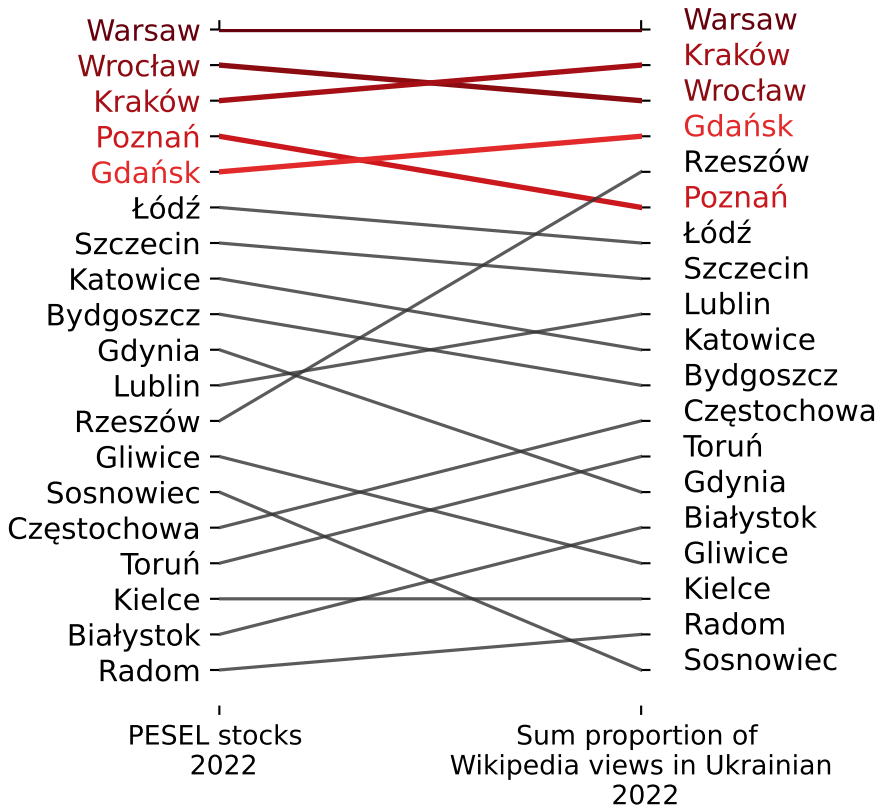 Warsaw
Wrocław
Kraków
Poznań
Gdańsk
Łódź
Szczecin
Katowice
Bydgoszcz
Gdynia
Lublin
Rzeszów
Gliwice
Sosnowiec
Częstochowa
Toruń
Kielce
Białystok
Radom
Warsaw
Kraków
Wrocław
Gdańsk
Rzeszów
Poznań
Łódź
Szczecin
Lublin
Katowice
Bydgoszcz
Częstochowa
Toruń
Gdynia
Białystok
Gliwice
Kielce
Radom
Sosnowiec
PESEL stocks
2022
Sum proportion of
Wikipedia views in Ukrainian
2022